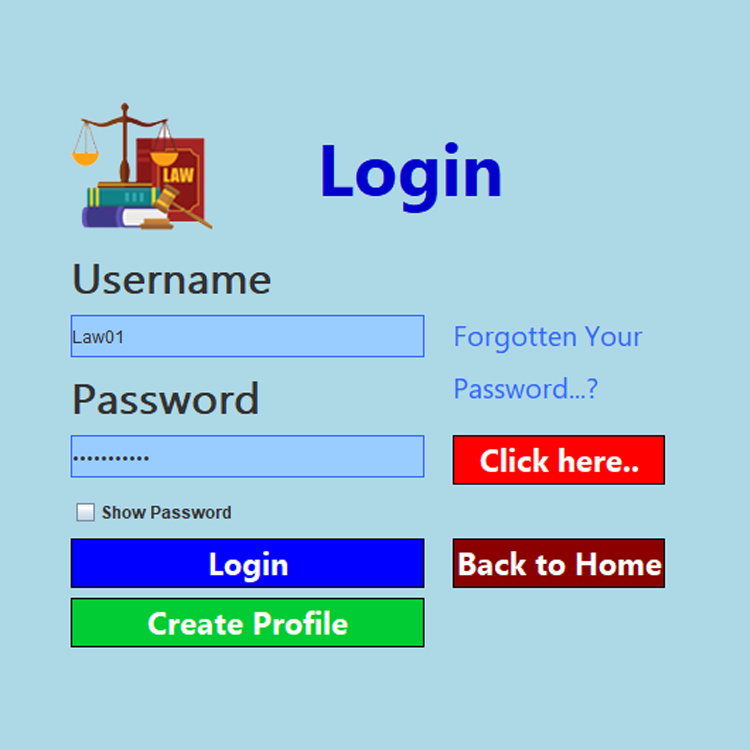 LAW
Login
Username
Law01
Forgotten Your
Password...?
Password
•••••••••••
Click here..
Show Password
Login
Back to Home
Create Profile